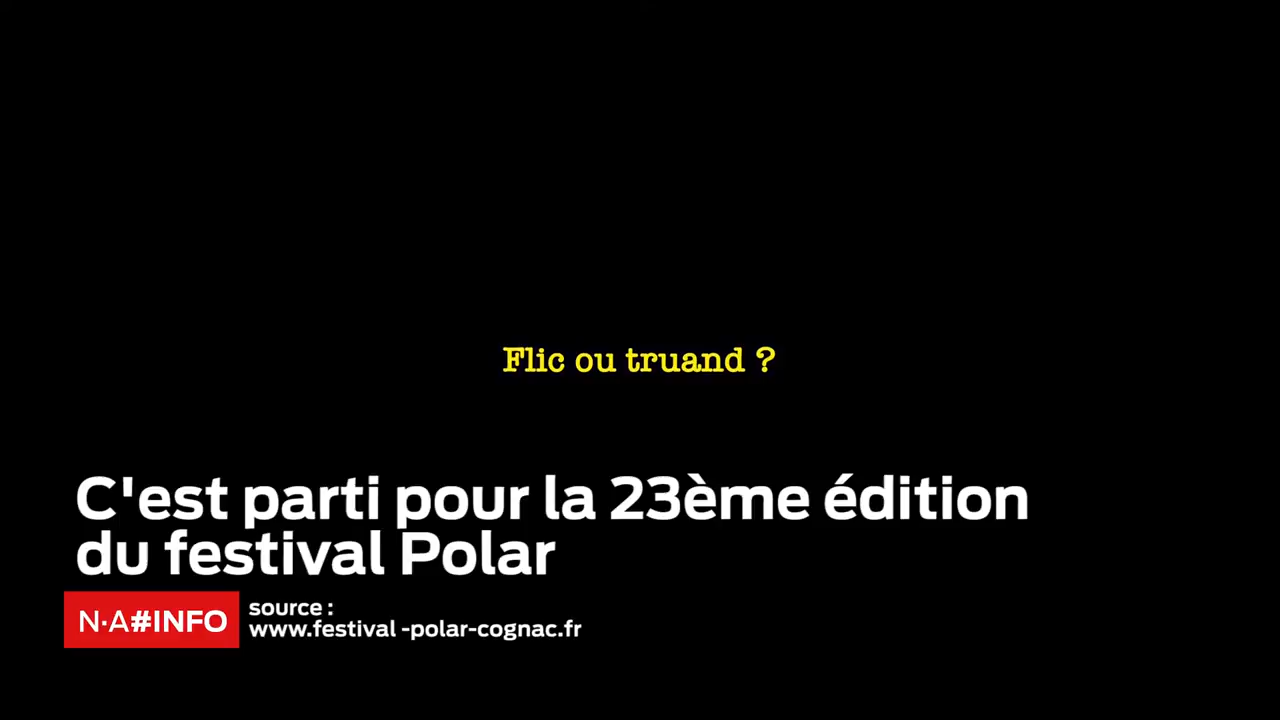 Flic ou truand ?
C'est parti pour la 23ème édition
du festival Polar
N·A#INFO
source :
www.festival -polar-cognac.fr